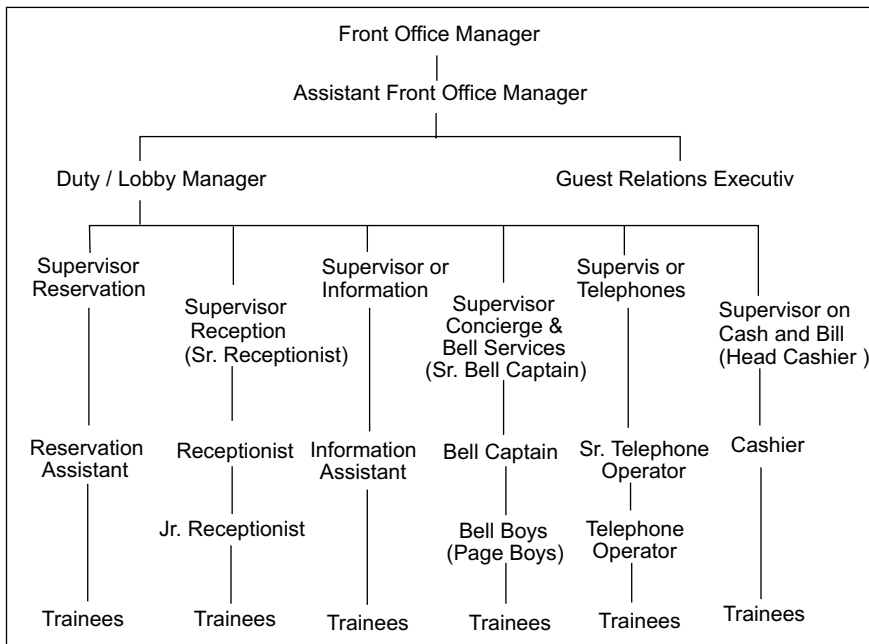 Front Office Manager
Assistant Front Office Manager
Duty / Lobby Manager
Guest Relations Executiv
Supervisor
Reservation
Supervisor
Reception
(Sr. Receptionist)
Supervisor or
Information
Supervisor
Concierge &
Bell Services
(Sr. Bell Captain)
Supervis or
Telephones
Supervisor on
Cash and Bill
(Head Cashier )
Reservation
Assistant
Receptionist
Information
Assistant
Bell Captain
Sr. Telephone
Operator
Cashier
Jr. Receptionist
Bell Boys
(Page Boys)
Telephone
Operator
Trainees
Trainees
Trainees
Trainees
Trainees
Trainees